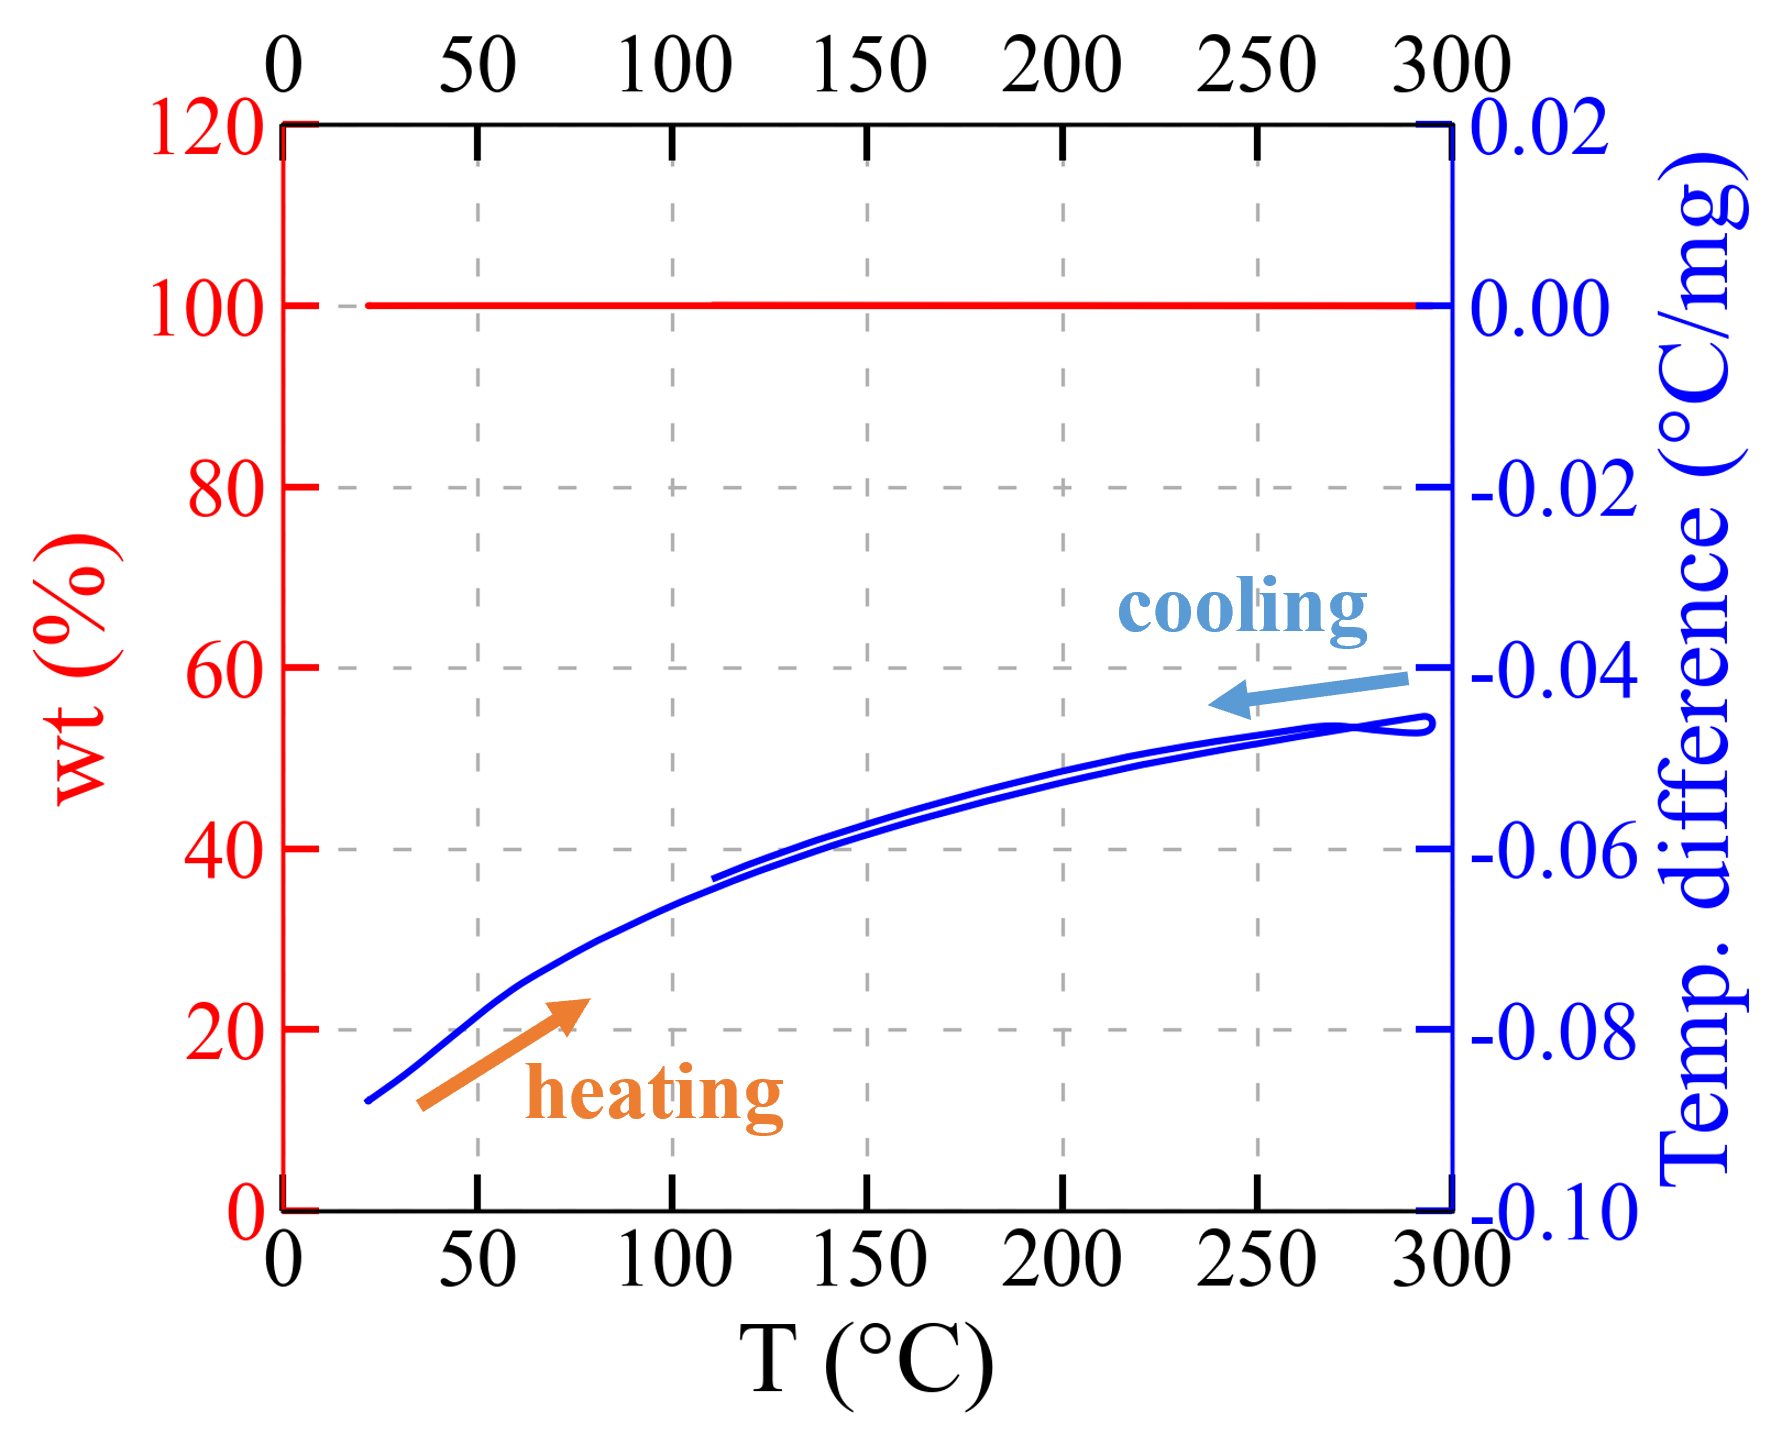 0 50 100 150 200 250 300
120 0.02
100 0.00
80 -0.02
60 -0.04
40 -0.06
20 -0.08
0 -0.10
wt (%)
Temp. difference (°C/mg)
cooling
heating
0 50 100 150 200 250 300
T (°C)